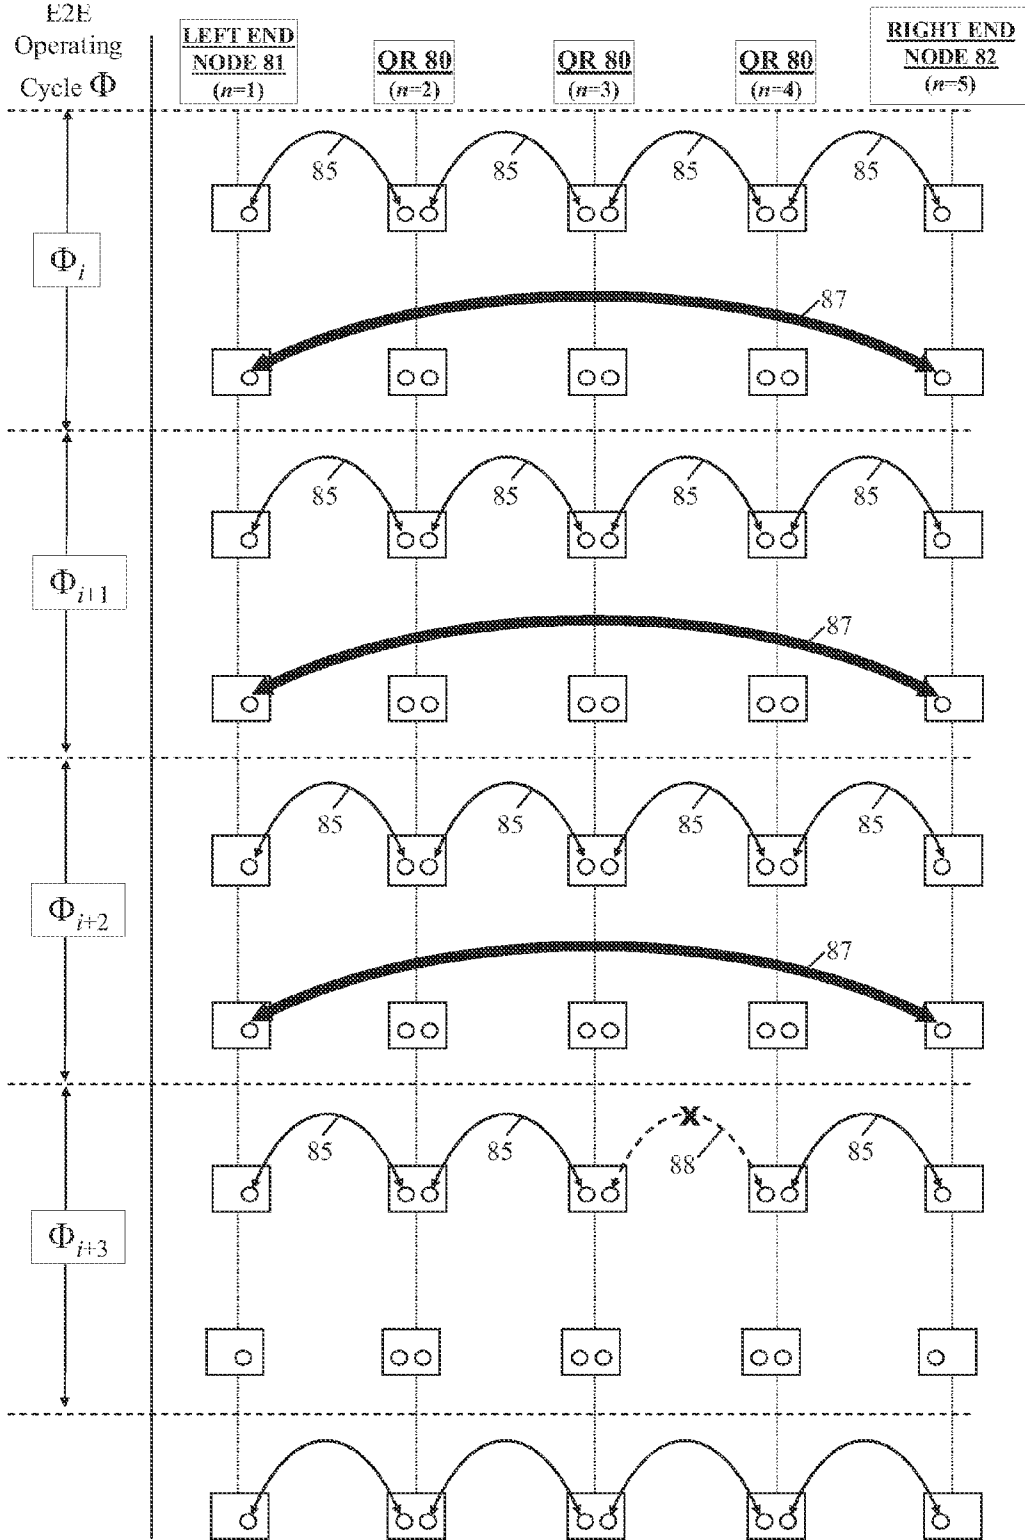 E2E
Operating
Cycle Φ
LEFT END
NODE 81
(n=1)
QR 80
(n=2)
QR 80
(n=3)
QR 80
(n=4)
RIGHT END
NODE 82
(n=5)
85
85
85
85
Φi
87
85
85
85
85
Φi+1
87
85
85
85
85
Φi+2
87
X
85
85
88
85
Φi+3